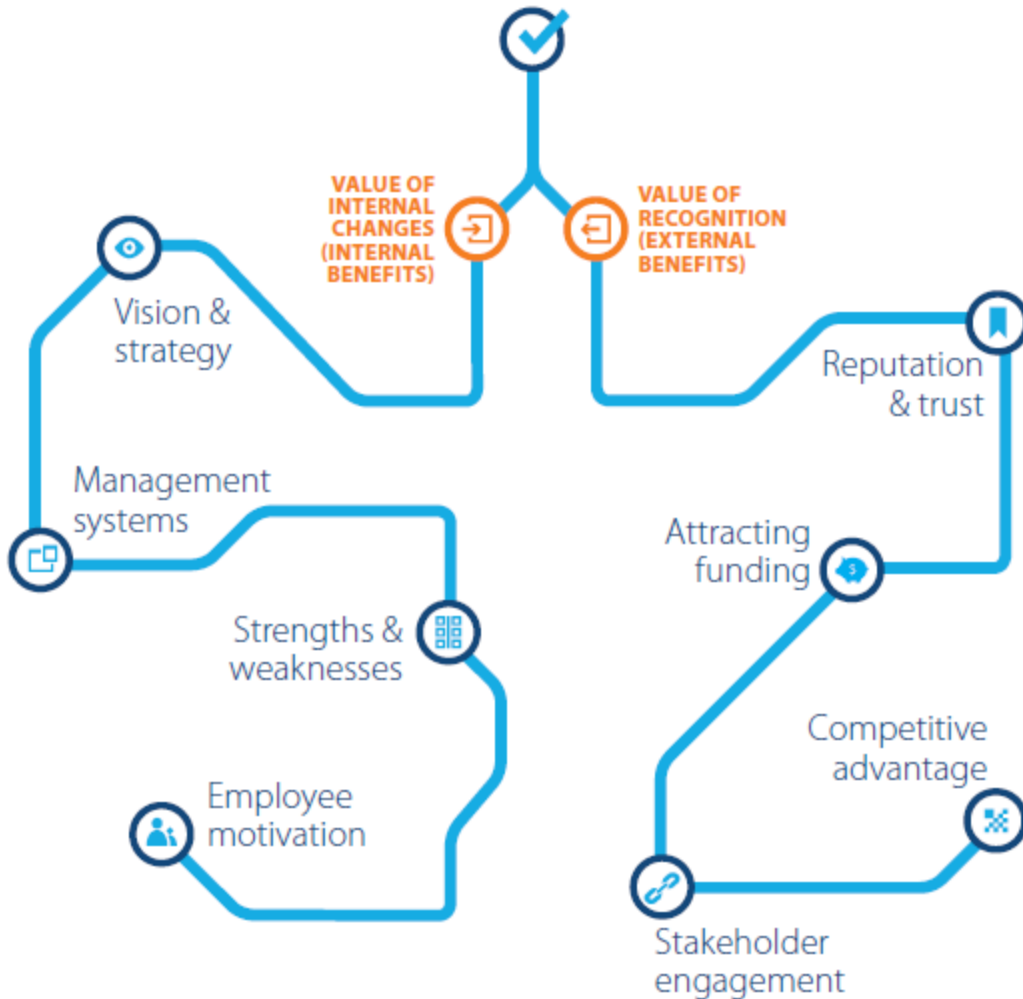 VALUE OF
INTERNAL
CHANGES
(INTERNAL
BENEFITS)
VALUE OF
RECOGNITION
(EXTERNAL
BENEFITS)
Vision &
strategy
Management
systems
Strengths &
weaknesses
Employee
motivation
Reputation
& trust
Attracting
funding
$
Stakeholder
engagement
Competitive
advantage